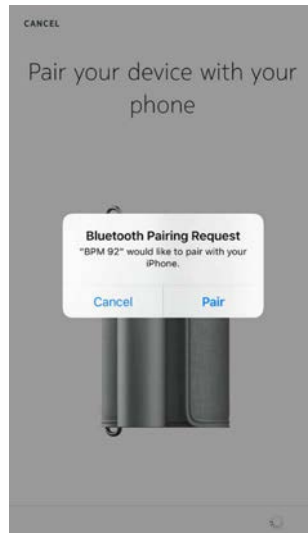 CANCEL
Pair your device with your
phone
Bluetooth Pairing Request
"BPM 92" would like to pair with your
iPhone.
Cancel
Pair